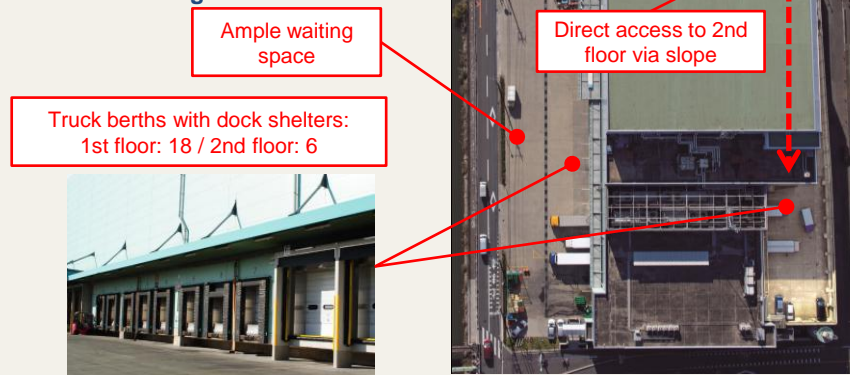 Ample waiting
space
Direct access to 2nd
floor via slope
Truck berths with dock shelters:
1st floor: 18 / 2nd floor: 6